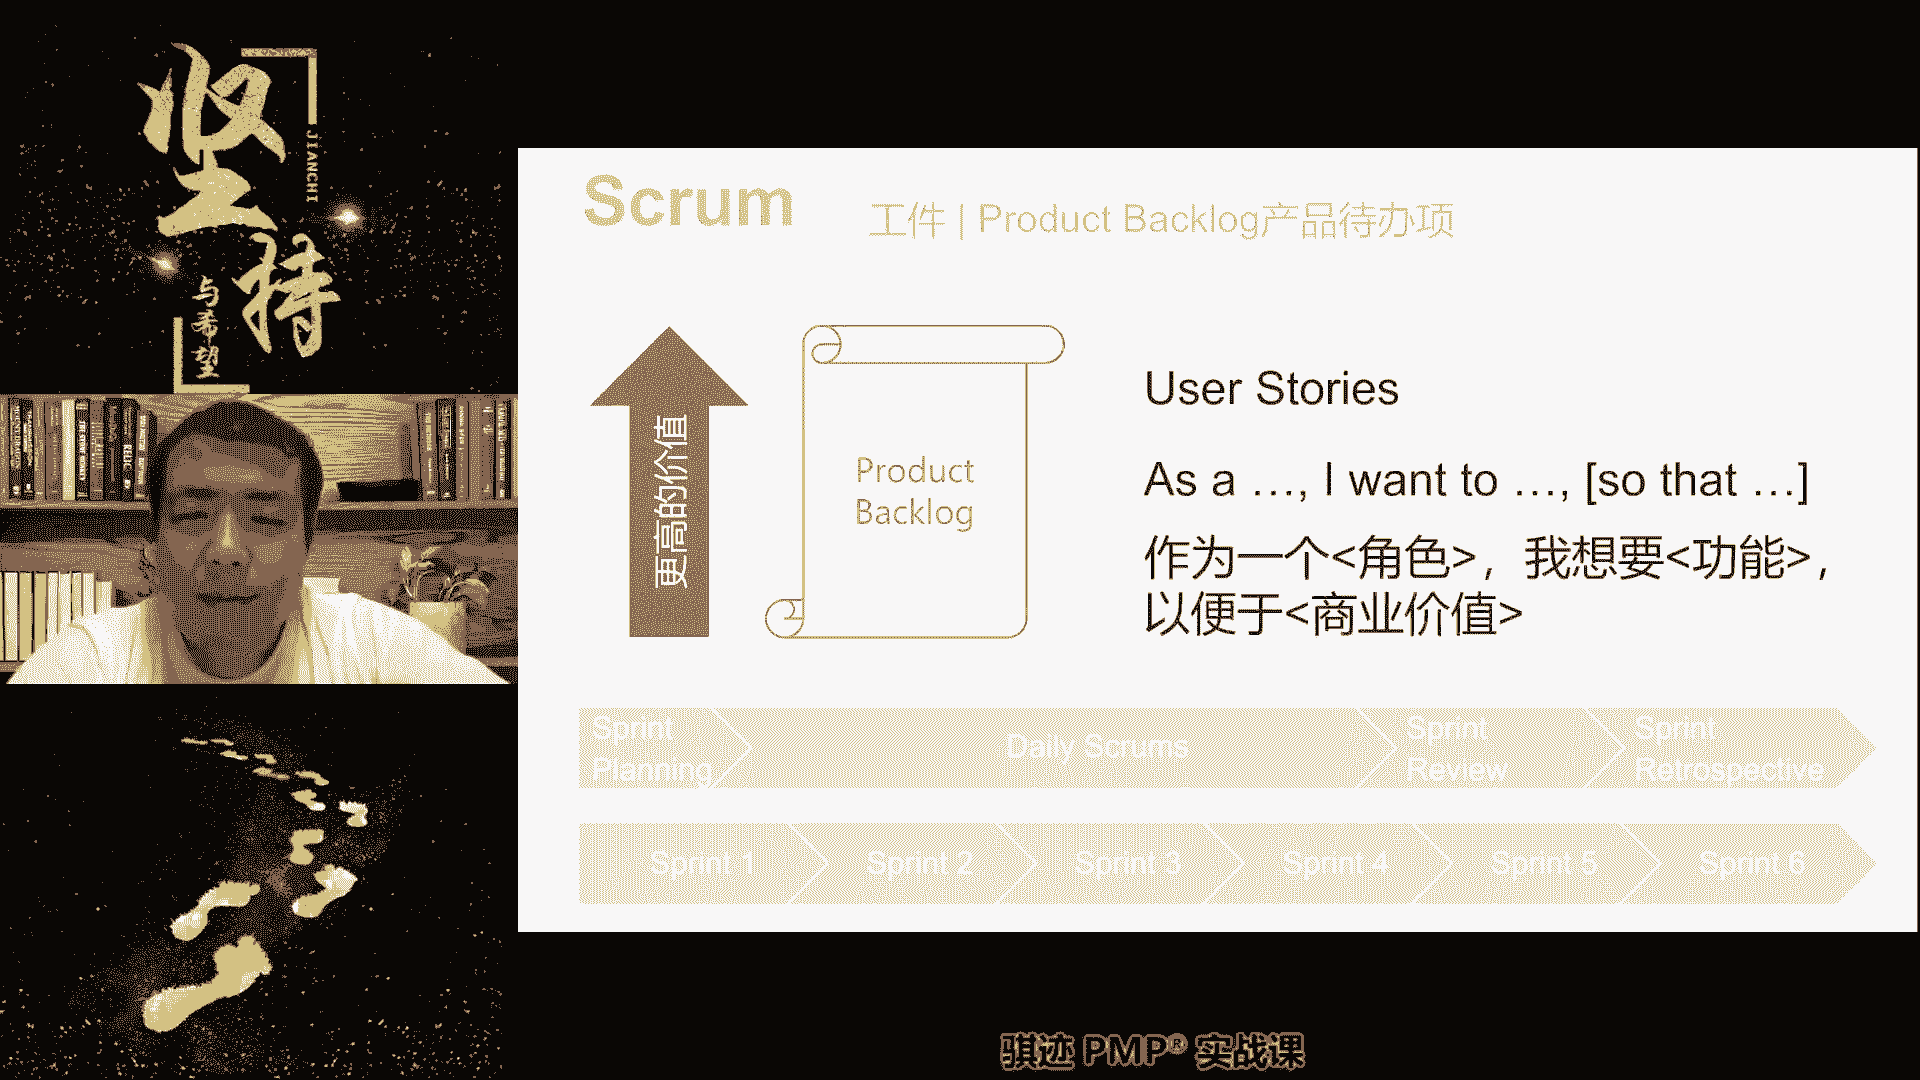 坚持
JIANCHI
与希望
Scrum
工件 | Product Backlog产品待办项
更高的价值
Product
Backlog
User Stories
As a …, I want to …, [so that …]
作为一个<角色>，我想要<功能>，
以便于<商业价值>
Sprint
Planning
Daily Scrums
Sprint
Review
Sprint
Retrospective
Sprint 1
Sprint 2
Sprint 3
Sprint 4
Sprint 5
Sprint 6
骐迹 PMP® 实战课